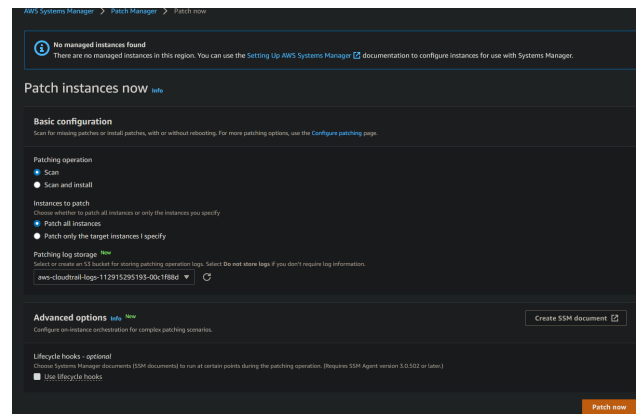 AWS Systems Manager > Patch Manager > Patch now
No managed instances found
There are no managed instances in this region. You can use the Setting Up AWS Systems Manager documentation to configure instances for use with Systems Manager.
Patch instances now Info
Basic configuration
Scan for missing patches or install patches, with or without rebooting. For more patching options, use the Configure patching page.
Patching operation
Scan
Scan and install
Instances to patch
Choose whether to patch all instances or only the instances you specify
Patch all instances
Patch only the target instances I specify
Patching log storage New
Select or create an S3 bucket for storing patching operation logs. Select Do not store logs if you don't require log information.
aws-cloudtrail-logs-112915295193-00c1f88d
Advanced options Info New
Create SSM document
Configure on-instance orchestration for complex patching scenarios.
Lifecycle hooks - optional
Choose Systems Manager documents (SSM documents) to run at certain points during the patching operation. (Requires SSM Agent version 3.0.502 or later.)
Use lifecycle hooks
Patch now